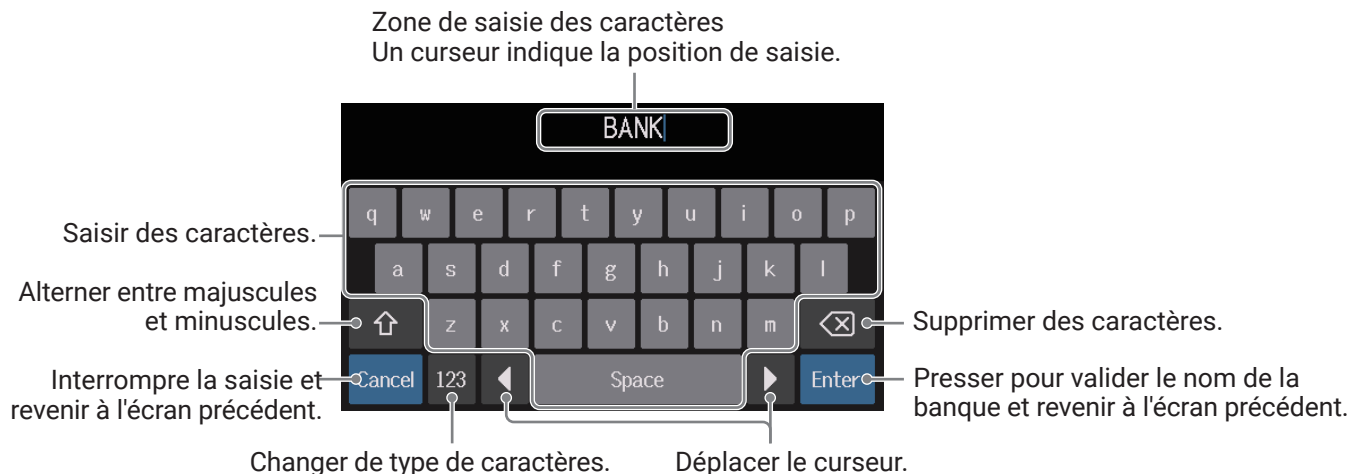 Zone de saisie des caractères
Un curseur indique la position de saisie.
BANK
q w e r t y u i o p
Saisir des caractères.
a s d f g h j k l
Alterner entre majuscules
et minuscules.
z x c v b n m
Supprimer des caractères.
Interrompre la saisie et
revenir à l'écran précédent.
Cancel 123 Space Enter
Presser pour valider le nom de la
banque et revenir à l'écran précédent.
Changer de type de caractères.
Déplacer le curseur.